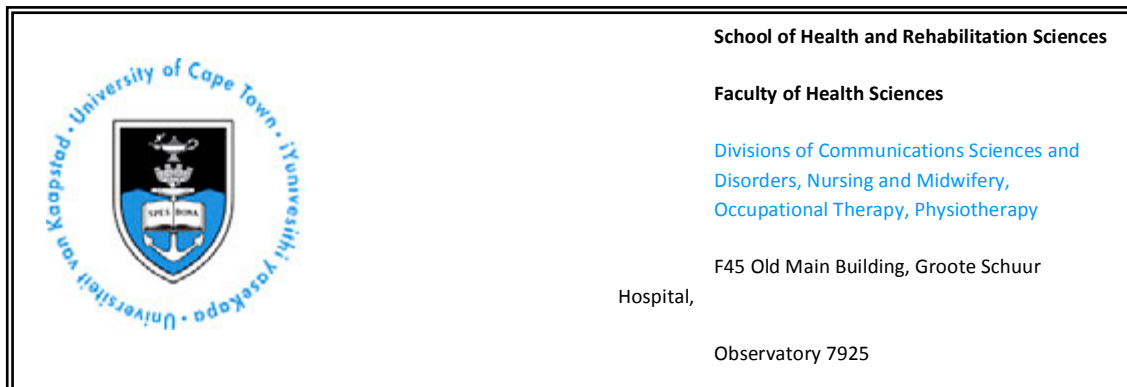 University of Cape Town · iYunivesithi yaseKapa · Universiteit van Kaapstad ·
SPES BONA
School of Health and Rehabilitation Sciences
Faculty of Health Sciences
Divisions of Communications Sciences and
Disorders, Nursing and Midwifery,
Occupational Therapy, Physiotherapy
F45 Old Main Building, Groote Schuur
Hospital,
Observatory 7925